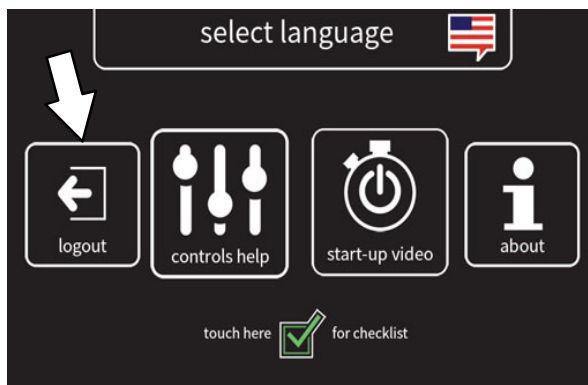 select language
logout
controls help
start-up video
about
touch here
for checklist